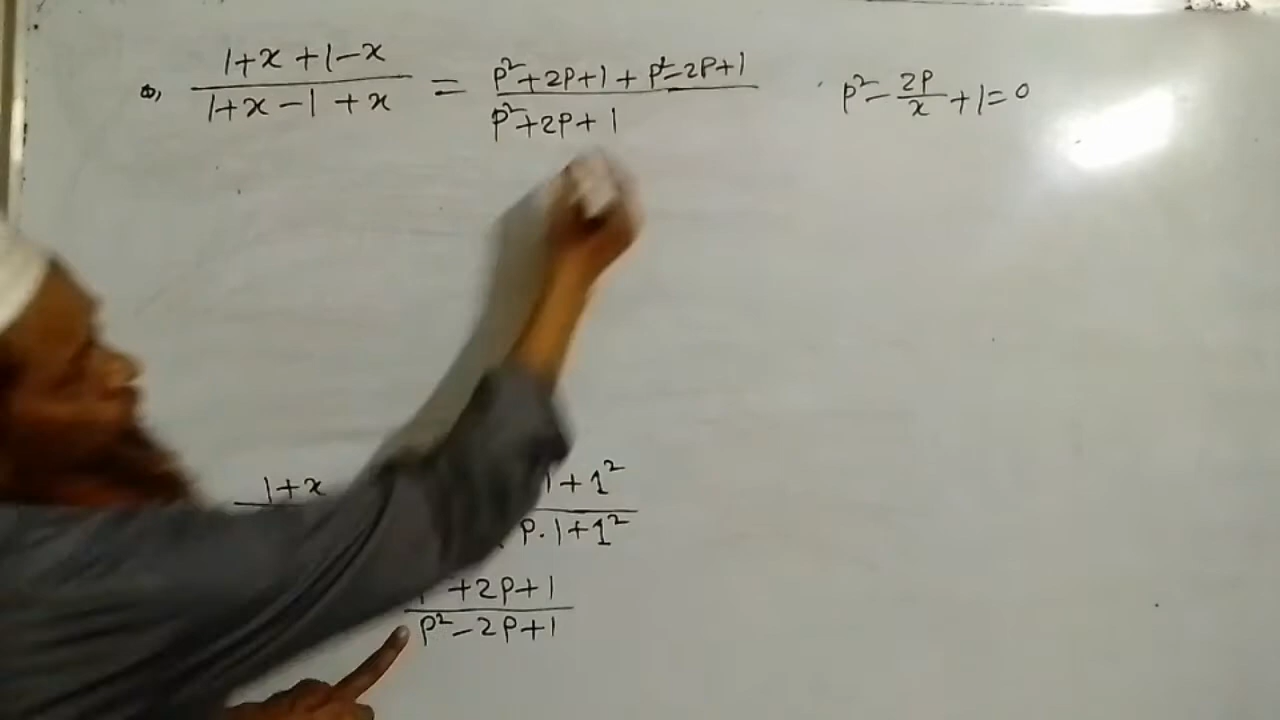 1+x+1-x / 1+x-1+x = p²+2p+1+p²-2p+1 / p²+2p+1
p² - 2p/x + 1 = 0
1+x
1+1²
p.1+1²
+2p+1
p²-2p+1